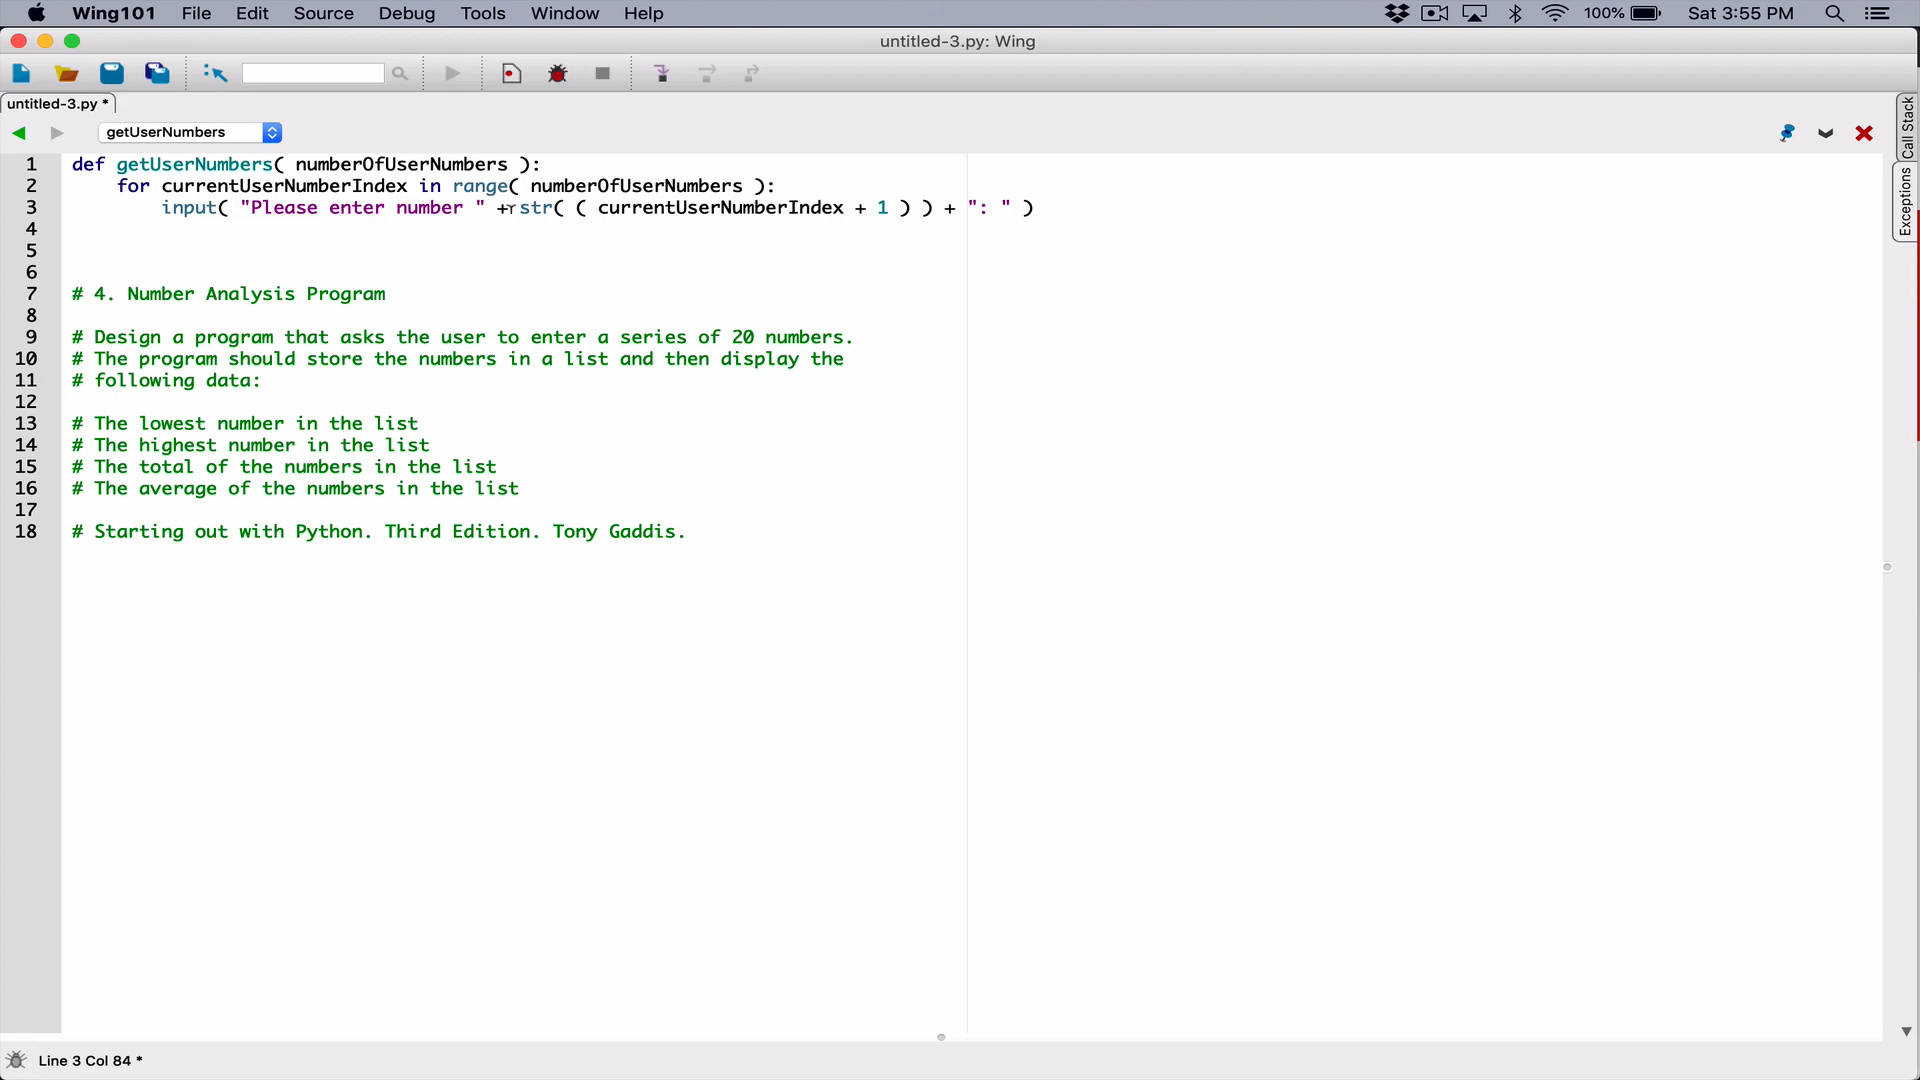 Wing101 File Edit Source Debug Tools Window Help 100% Sat 3:55 PM
untitled-3.py: Wing
untitled-3.py *
getUserNumbers
Call Stack
Exceptions
1 def getUserNumbers( numberOfUserNumbers ):
2 for currentUserNumberIndex in range( numberOfUserNumbers ):
3 input( "Please enter number " + str( ( currentUserNumberIndex + 1 ) ) + ": " )
4
5
6
7 # 4. Number Analysis Program
8
9 # Design a program that asks the user to enter a series of 20 numbers.
10 # The program should store the numbers in a list and then display the
11 # following data:
12
13 # The lowest number in the list
14 # The highest number in the list
15 # The total of the numbers in the list
16 # The average of the numbers in the list
17
18 # Starting out with Python. Third Edition. Tony Gaddis.
Line 3 Col 84 *